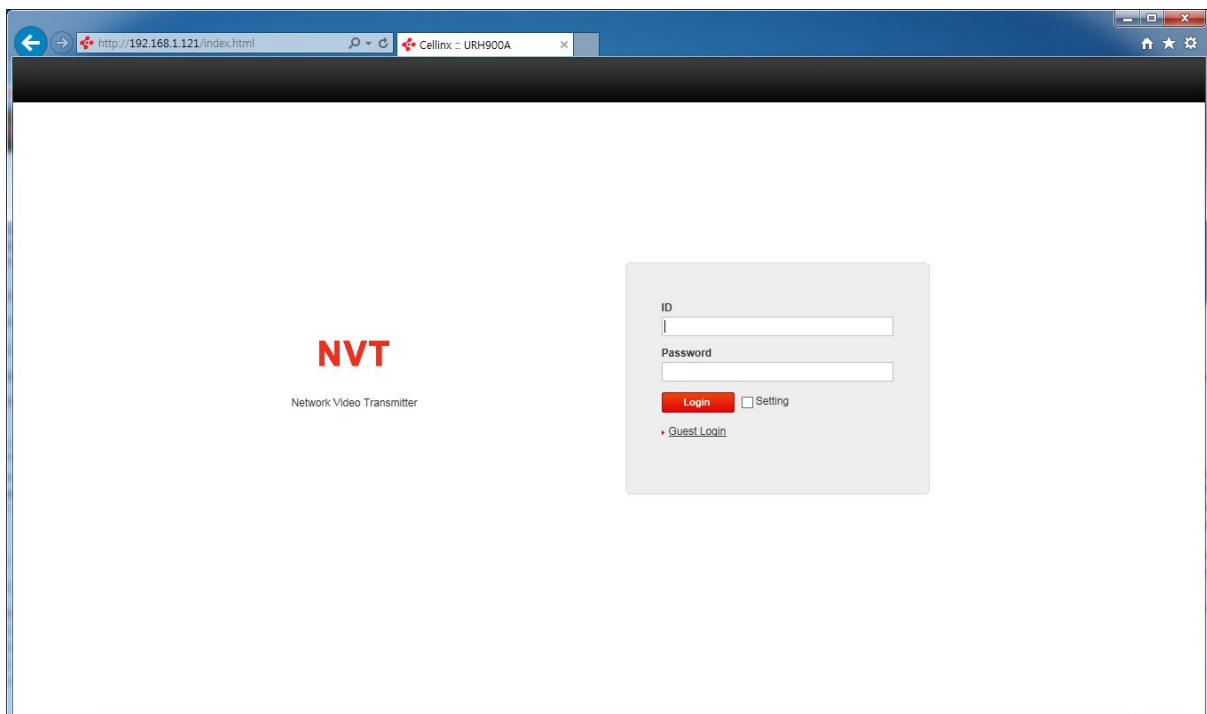 http://192.168.1.121/index.html
Cellinx :: URH900A
ID
NVT
Password
Network Video Transmitter
Login
Setting
Guest Login